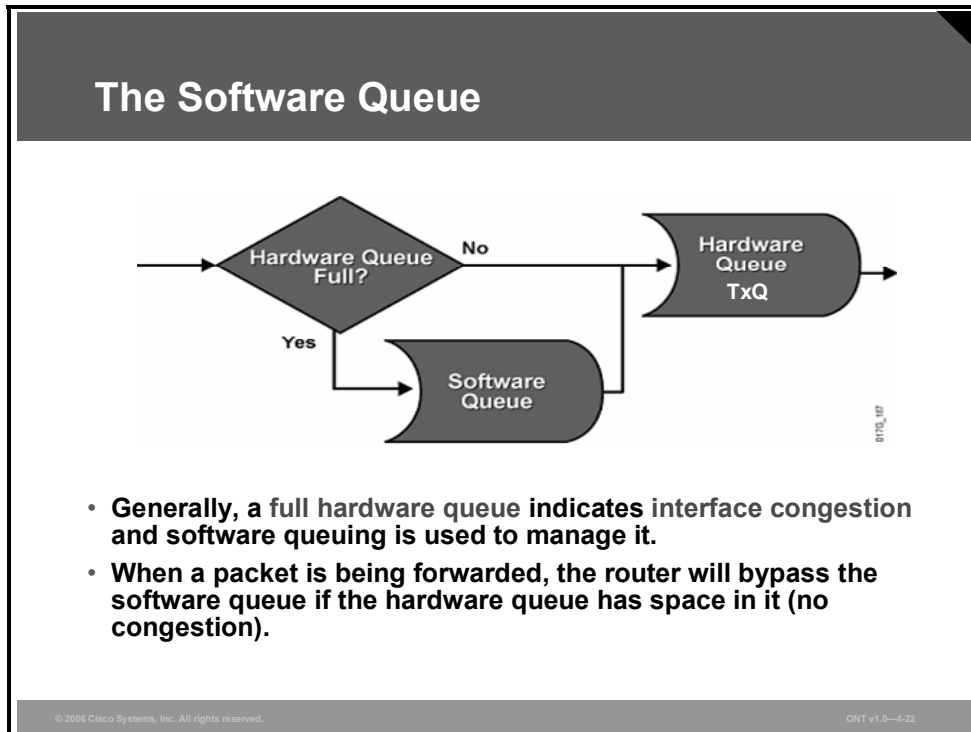 The Software Queue
Hardware Queue
Full?
No
Yes
Software
Queue
Hardware
Queue
TxQ
017G_187
• Generally, a full hardware queue indicates interface congestion
and software queuing is used to manage it.
• When a packet is being forwarded, the router will bypass the
software queue if the hardware queue has space in it (no
congestion).
© 2006 Cisco Systems, Inc. All rights reserved.
ONT v1.0—4-22